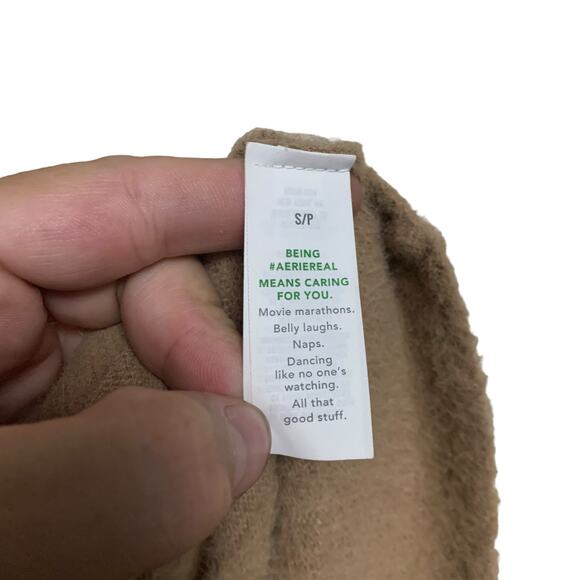 S/P
BEING
#AERIEREAL
MEANS CARING
FOR YOU.
Movie marathons.
Belly laughs.
Naps.
Dancing
like no one's
watching.
All that
good stuff.